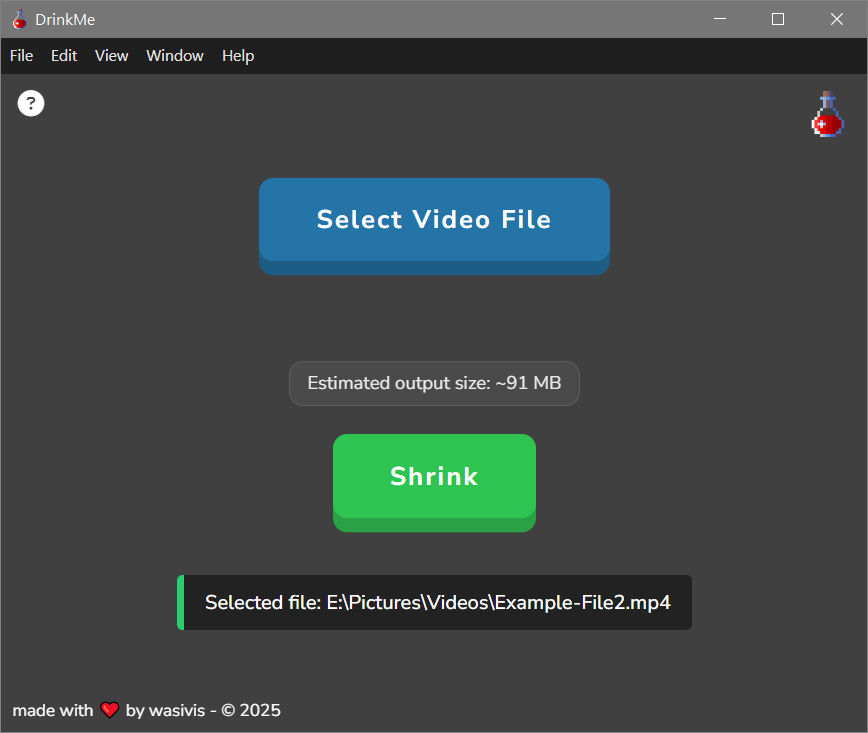 DrinkMe
File Edit View Window Help
?
Select Video File
Estimated output size: ~91 MB
Shrink
Selected file: E:\Pictures\Videos\Example-File2.mp4
made with ❤️ by wasivis - © 2025